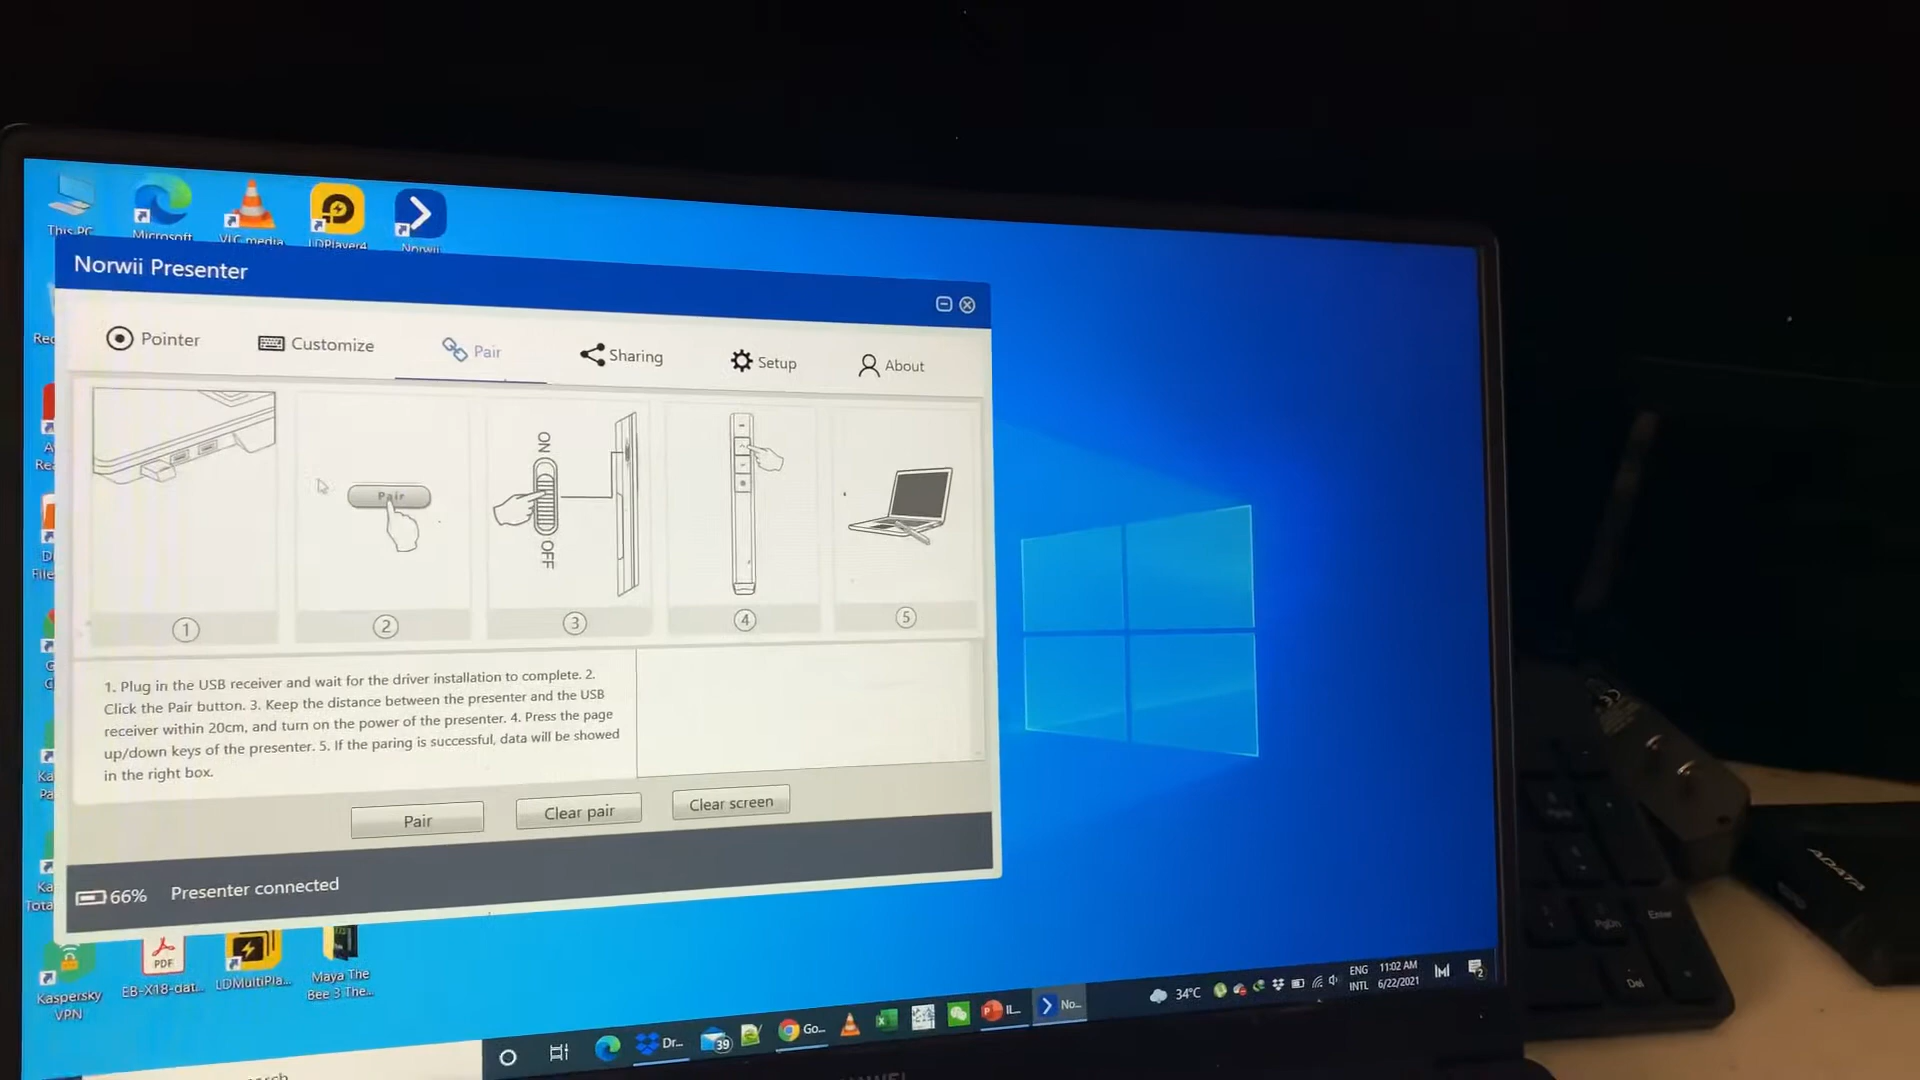 This PC
Microsoft
VLC media
LDPlayer4
Norwii
Norwii Presenter
Pointer
Customize
Pair
Sharing
Setup
About
Pair
ON
OFF
1
2
3
4
5
1. Plug in the USB receiver and wait for the driver installation to complete. 2.
Click the Pair button. 3. Keep the distance between the presenter and the USB
receiver within 20cm, and turn on the power of the presenter. 4. Press the page
up/down keys of the presenter. 5. If the paring is successful, data will be showed
in the right box.
Pair
Clear pair
Clear screen
66%
Presenter connected
Kaspersky
VPN
PDF
EB-X18-dat...
LDMultiPla...
Maya The
Bee 3 The...
Dr...
39
Go...
No...
34°C
ENG
INTL
11:02 AM
6/22/2021
2
ADATA
PgDn
Enter
Del